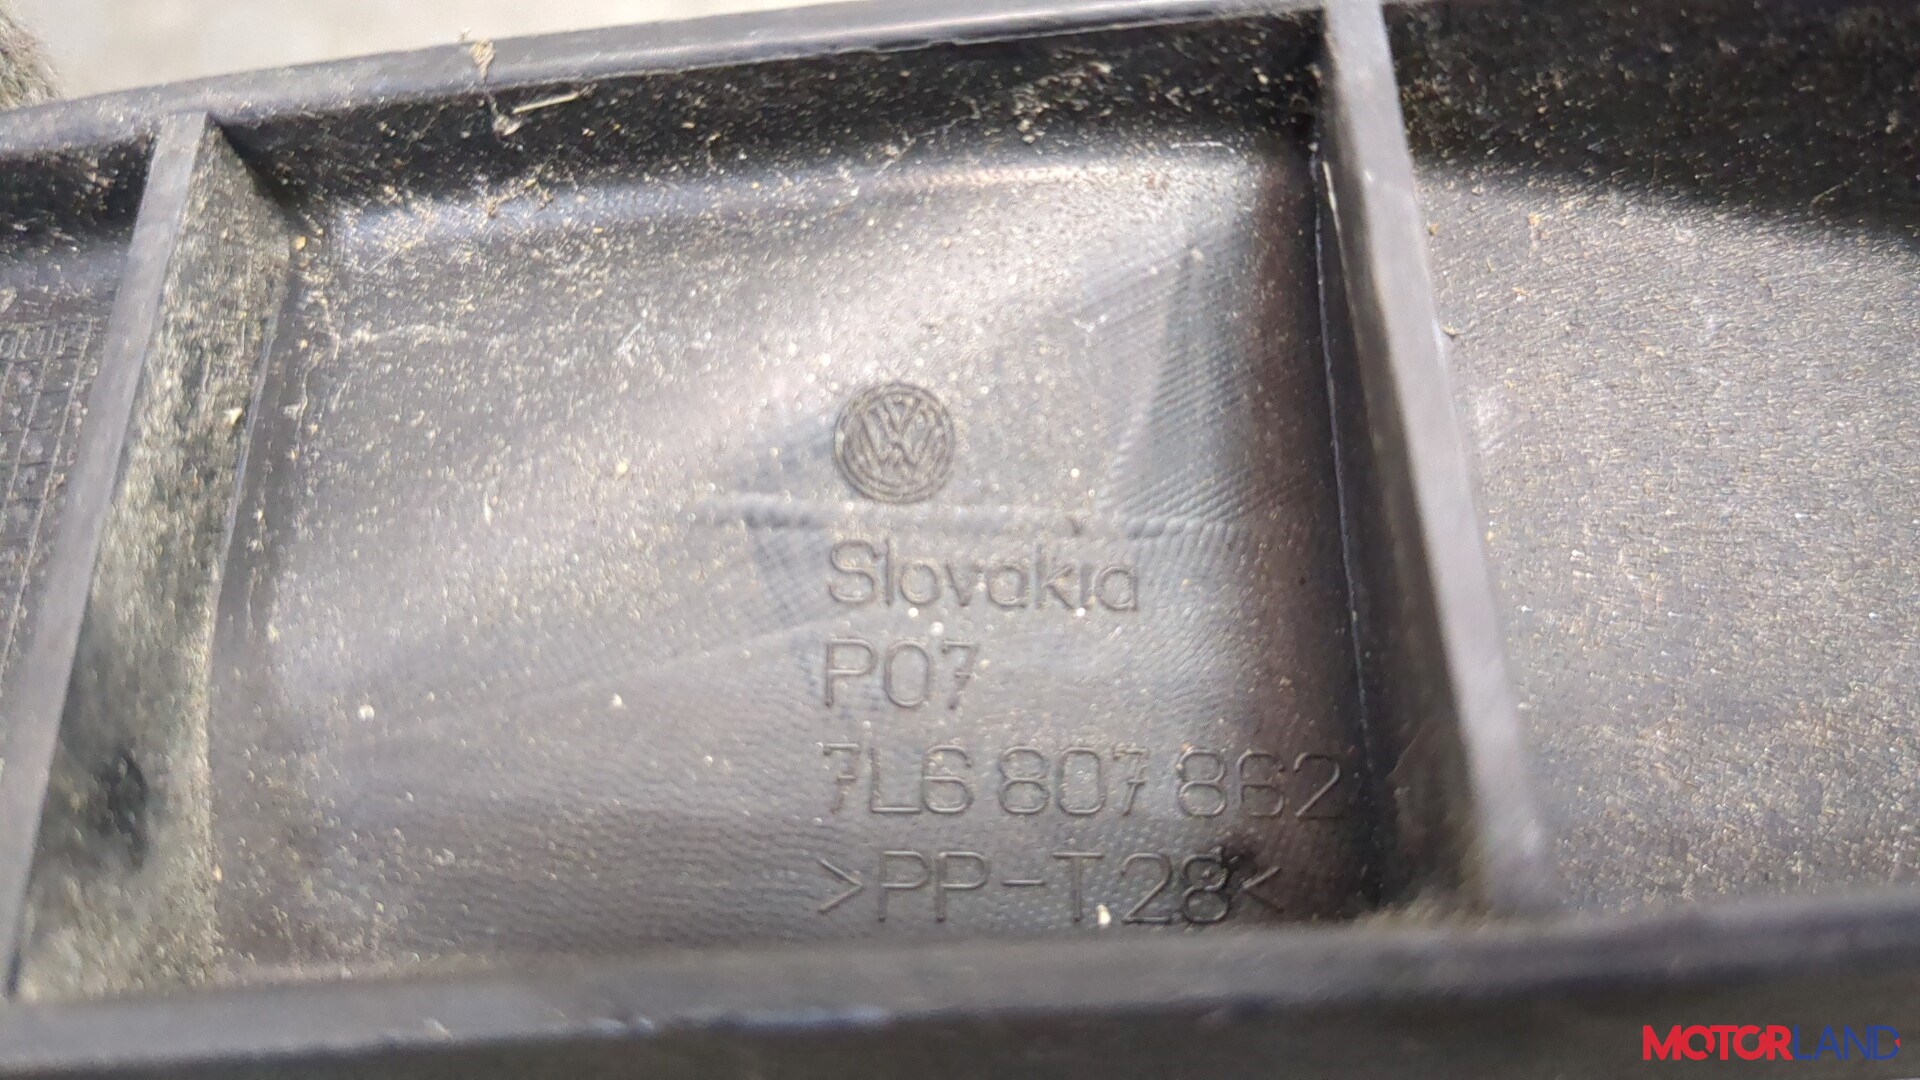 Slovakia
P07
7L6 807 862
>PP-T28<
MOTORLAND